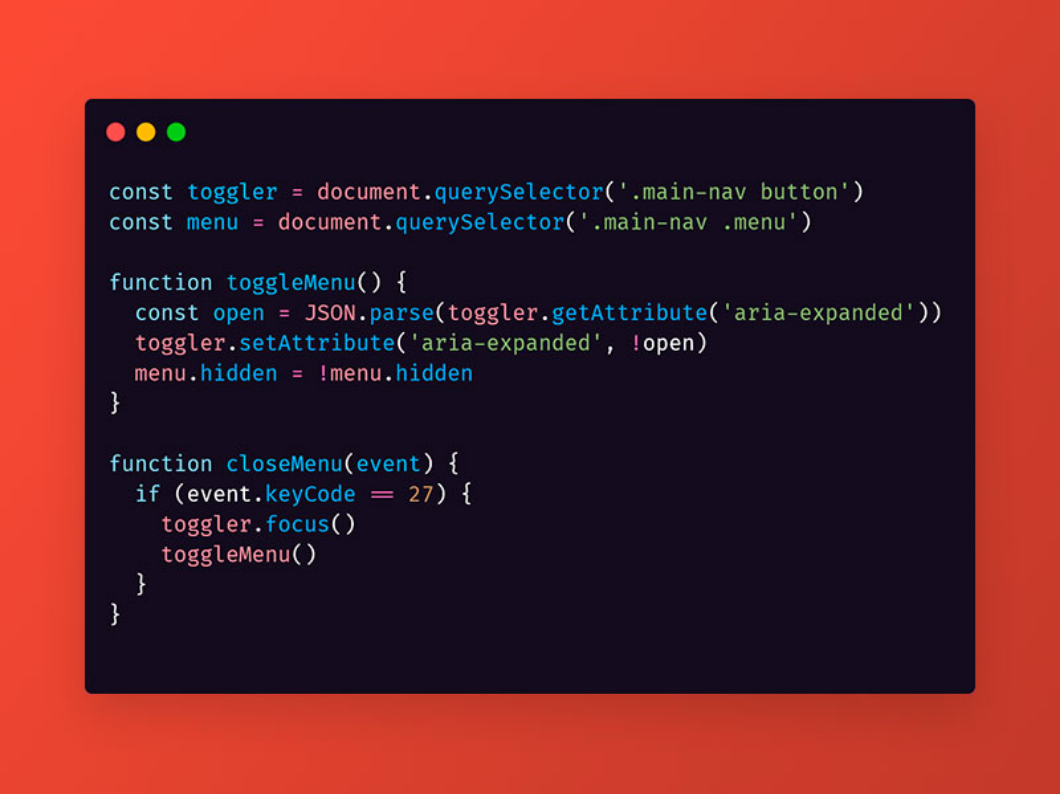 const toggler = document.querySelector('.main-nav button')
const menu = document.querySelector('.main-nav .menu')

function toggleMenu() {
  const open = JSON.parse(toggler.getAttribute('aria-expanded'))
  toggler.setAttribute('aria-expanded', !open)
  menu.hidden = !menu.hidden
}

function closeMenu(event) {
  if (event.keyCode == 27) {
    toggler.focus()
    toggleMenu()
  }
}